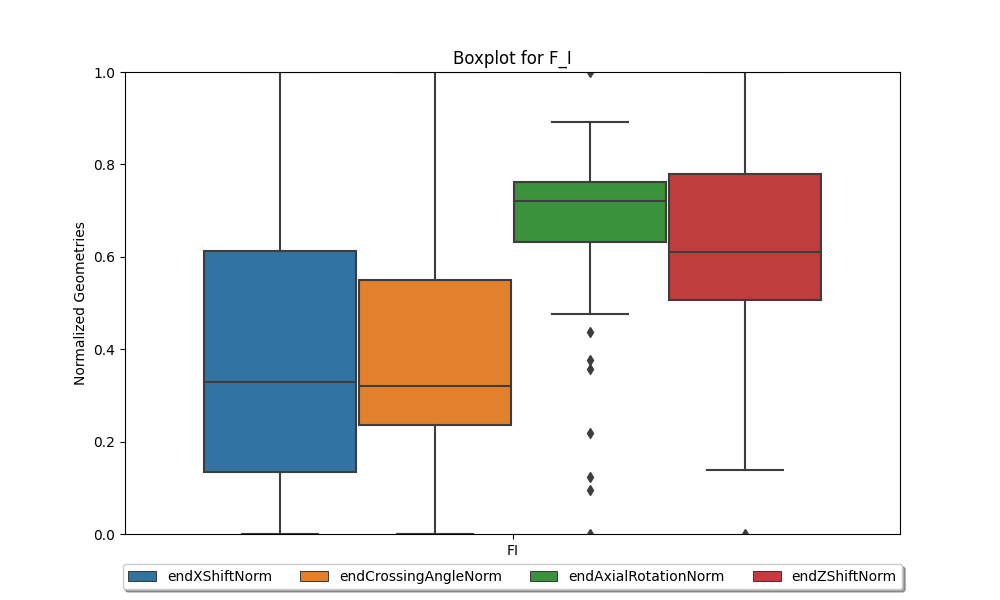 Boxplot for F_I
1.0
0.8
0.6
0.4
0.2
0.0
Normalized Geometries
FI
endXShiftNorm endCrossingAngleNorm endAxialRotationNorm endZShiftNorm